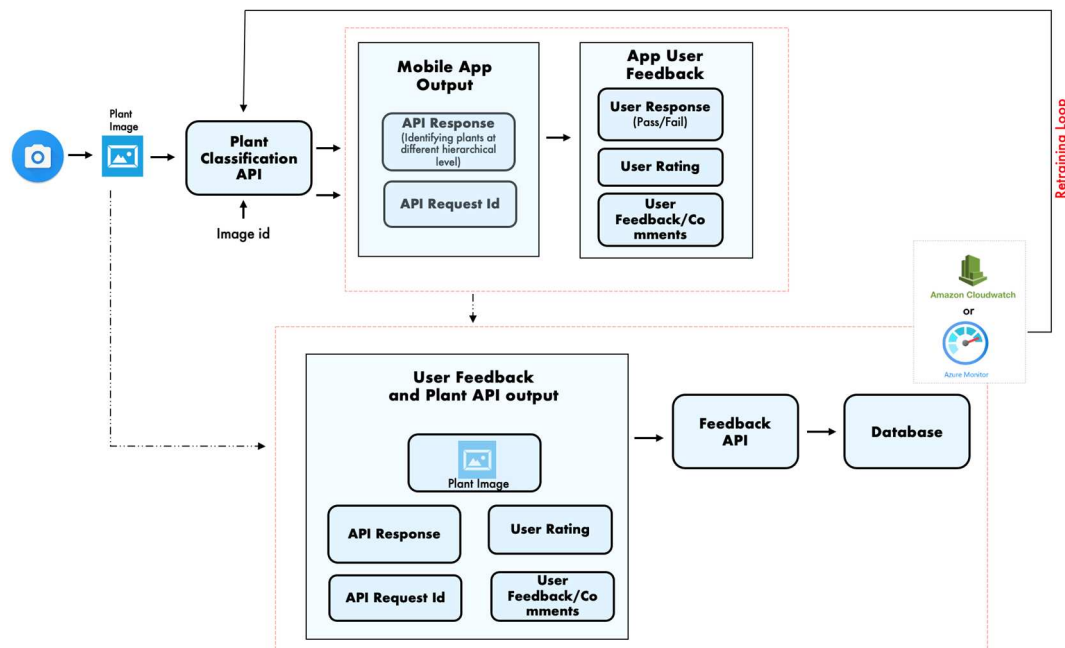 Plant
Image
Plant
Classification
API
Image id
Mobile App
Output
API Response
(Identifying plants at
different hierarchical
level)
API Request Id
App User
Feedback
User Response
(Pass/Fail)
User Rating
User
Feedback/Co
mments
Retraining Loop
Amazon Cloudwatch
or
Azure Monitor
User Feedback
and Plant API output
Plant Image
API Response
User Rating
API Request Id
User
Feedback/Co
mments
Feedback
API
Database